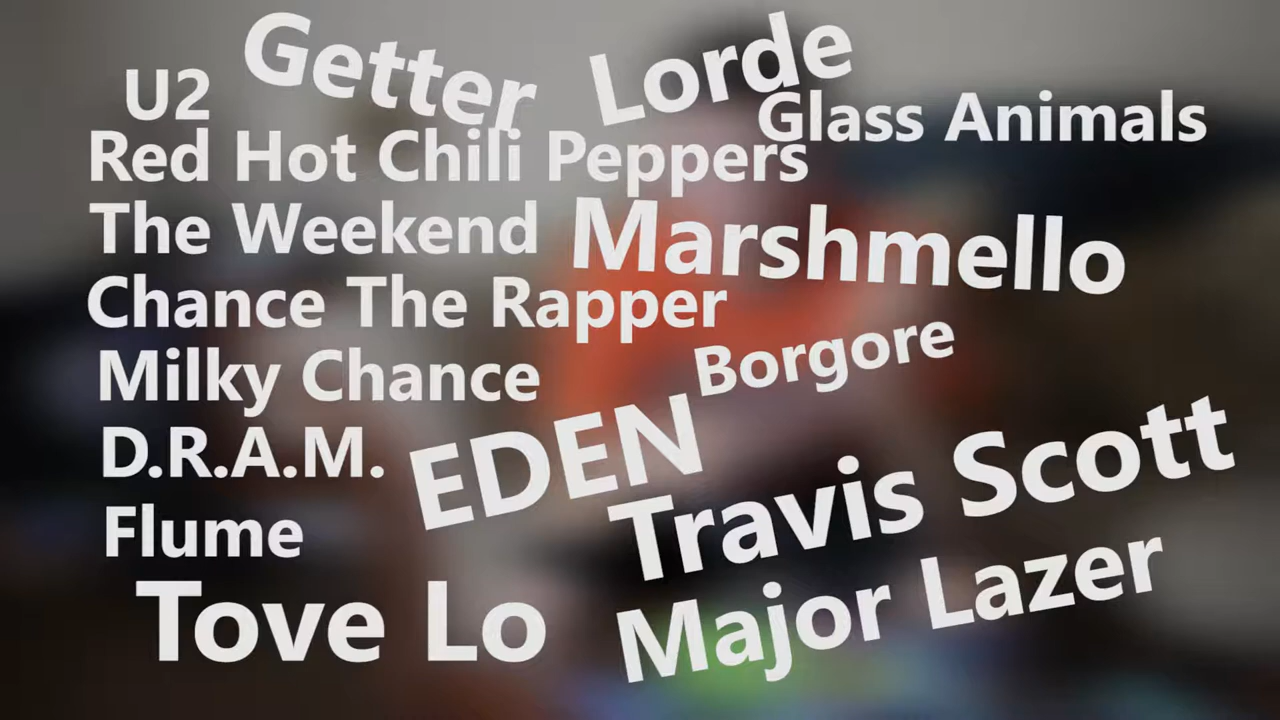 Getter
Lorde
U2
Glass Animals
Red Hot Chili Peppers
The Weekend
Marshmello
Chance The Rapper
Borgore
Milky Chance
EDEN
D.R.A.M.
Travis Scott
Flume
Major Lazer
Tove Lo